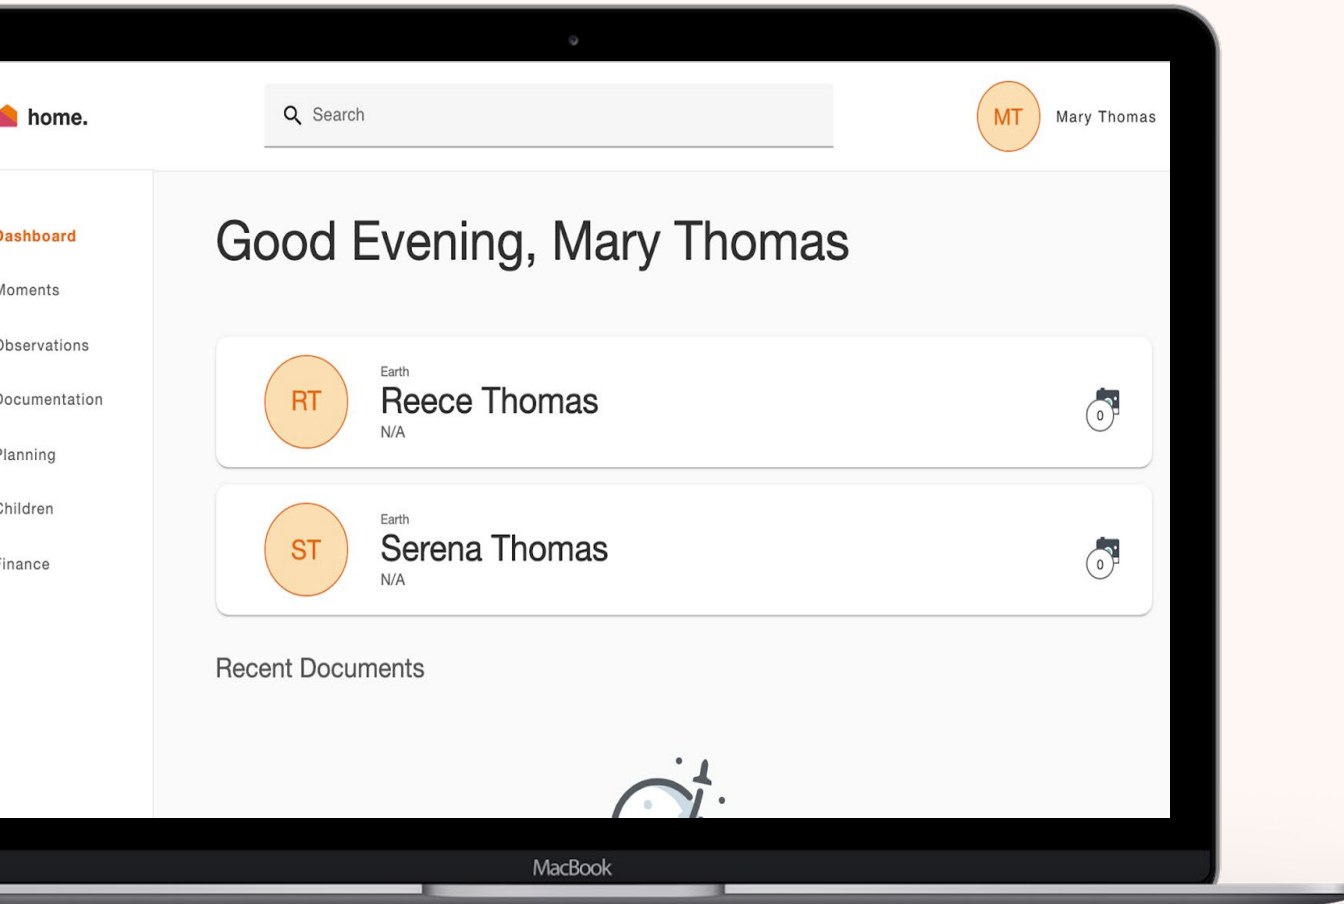 home.
Search
MT
Mary Thomas
Dashboard
Moments
Observations
Documentation
Planning
Children
Finance
Good Evening, Mary Thomas
RT
Earth
Reece Thomas
N/A
0
ST
Earth
Serena Thomas
N/A
0
Recent Documents
MacBook